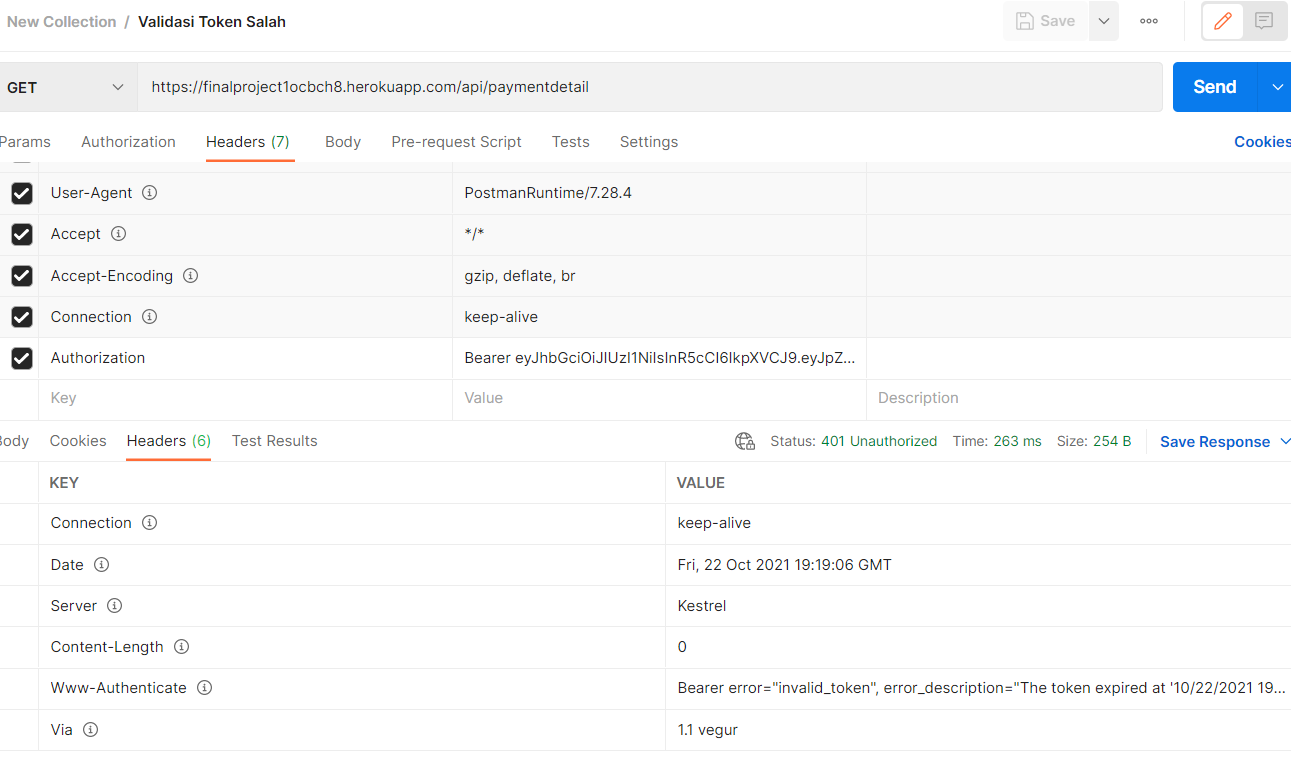 New Collection / Validasi Token Salah
Save
GET
https://finalproject1ocbch8.herokuapp.com/api/paymentdetail
Send
Params Authorization Headers (7) Body Pre-request Script Tests Settings Cookies
User-Agent PostmanRuntime/7.28.4
Accept */*
Accept-Encoding gzip, deflate, br
Connection keep-alive
Authorization Bearer eyJhbGciOiJIUzI1NiIsInR5cCI6IkpXVCJ9.eyJpZ...
Key Value Description
Body Cookies Headers (6) Test Results Status: 401 Unauthorized Time: 263 ms Size: 254 B Save Response
KEY VALUE
Connection keep-alive
Date Fri, 22 Oct 2021 19:19:06 GMT
Server Kestrel
Content-Length 0
Www-Authenticate Bearer error="invalid_token", error_description="The token expired at '10/22/2021 19...
Via 1.1 vegur